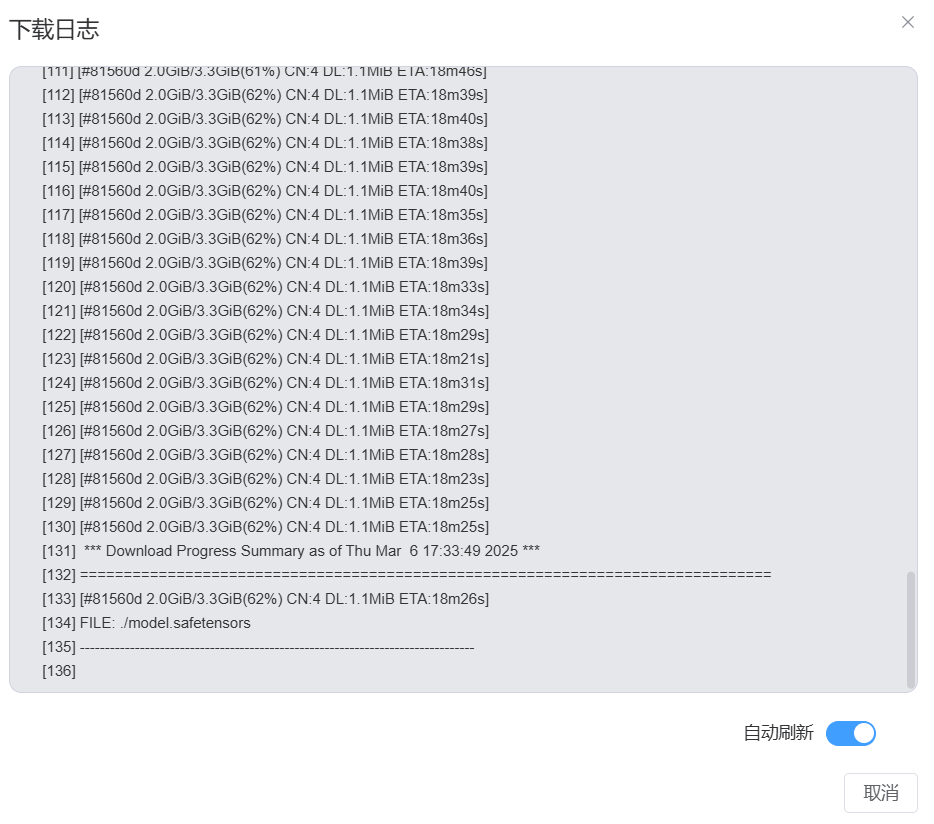 下载日志
[111] [#81560d 2.0GiB/3.3GiB(61%) CN:4 DL:1.1MiB ETA:18m46s]
[112] [#81560d 2.0GiB/3.3GiB(62%) CN:4 DL:1.1MiB ETA:18m39s]
[113] [#81560d 2.0GiB/3.3GiB(62%) CN:4 DL:1.1MiB ETA:18m40s]
[114] [#81560d 2.0GiB/3.3GiB(62%) CN:4 DL:1.1MiB ETA:18m38s]
[115] [#81560d 2.0GiB/3.3GiB(62%) CN:4 DL:1.1MiB ETA:18m39s]
[116] [#81560d 2.0GiB/3.3GiB(62%) CN:4 DL:1.1MiB ETA:18m40s]
[117] [#81560d 2.0GiB/3.3GiB(62%) CN:4 DL:1.1MiB ETA:18m35s]
[118] [#81560d 2.0GiB/3.3GiB(62%) CN:4 DL:1.1MiB ETA:18m36s]
[119] [#81560d 2.0GiB/3.3GiB(62%) CN:4 DL:1.1MiB ETA:18m39s]
[120] [#81560d 2.0GiB/3.3GiB(62%) CN:4 DL:1.1MiB ETA:18m33s]
[121] [#81560d 2.0GiB/3.3GiB(62%) CN:4 DL:1.1MiB ETA:18m34s]
[122] [#81560d 2.0GiB/3.3GiB(62%) CN:4 DL:1.1MiB ETA:18m29s]
[123] [#81560d 2.0GiB/3.3GiB(62%) CN:4 DL:1.1MiB ETA:18m21s]
[124] [#81560d 2.0GiB/3.3GiB(62%) CN:4 DL:1.1MiB ETA:18m31s]
[125] [#81560d 2.0GiB/3.3GiB(62%) CN:4 DL:1.1MiB ETA:18m29s]
[126] [#81560d 2.0GiB/3.3GiB(62%) CN:4 DL:1.1MiB ETA:18m27s]
[127] [#81560d 2.0GiB/3.3GiB(62%) CN:4 DL:1.1MiB ETA:18m28s]
[128] [#81560d 2.0GiB/3.3GiB(62%) CN:4 DL:1.1MiB ETA:18m23s]
[129] [#81560d 2.0GiB/3.3GiB(62%) CN:4 DL:1.1MiB ETA:18m25s]
[130] [#81560d 2.0GiB/3.3GiB(62%) CN:4 DL:1.1MiB ETA:18m25s]
[131]  *** Download Progress Summary as of Thu Mar  6 17:33:49 2025 ***
[132] ===============================================================================
[133] [#81560d 2.0GiB/3.3GiB(62%) CN:4 DL:1.1MiB ETA:18m26s]
[134] FILE: ./model.safetensors
[135] -------------------------------------------------------------------------------
[136]
自动刷新
取消